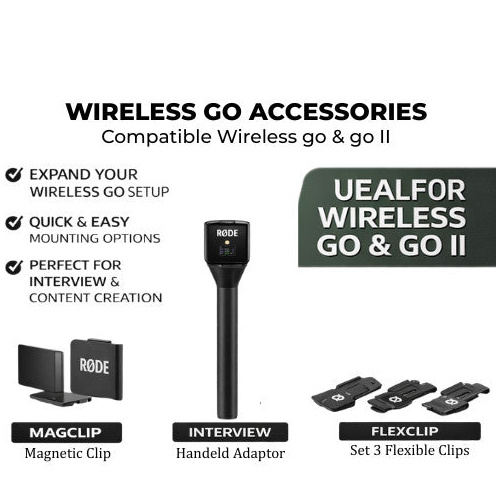 WIRELESS GO ACCESSORIES
Compatible Wireless go & go II
EXPAND YOUR
WIRELESS GO SETUP
QUICK & EASY
MOUNTING OPTIONS
PERFECT FOR
INTERVIEW &
CONTENT CREATION
UEALFOR
WIRELESS
GO & GO II
RØDE
RØDE
MAGCLIP
Magnetic Clip
INTERVIEW
Handeld Adaptor
FLEXCLIP
Set 3 Flexible Clips